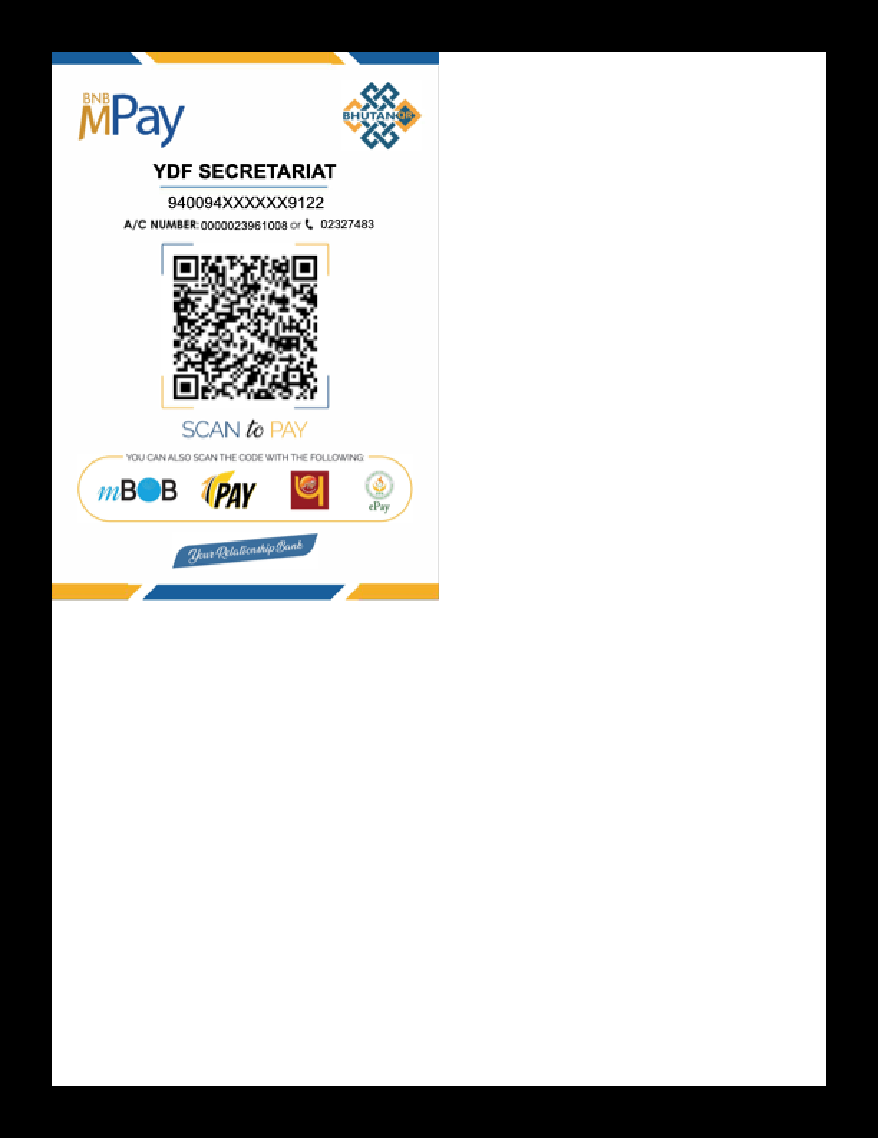 BNB
MPay
BHUTAN QR
YDF SECRETARIAT
940094XXXXXX9122
A/C NUMBER: 0000023961008 or 02327483
SCAN to PAY
YOU CAN ALSO SCAN THE CODE WITH THE FOLLOWING
mBOB
PAY
ePay
Your Relationship Bank